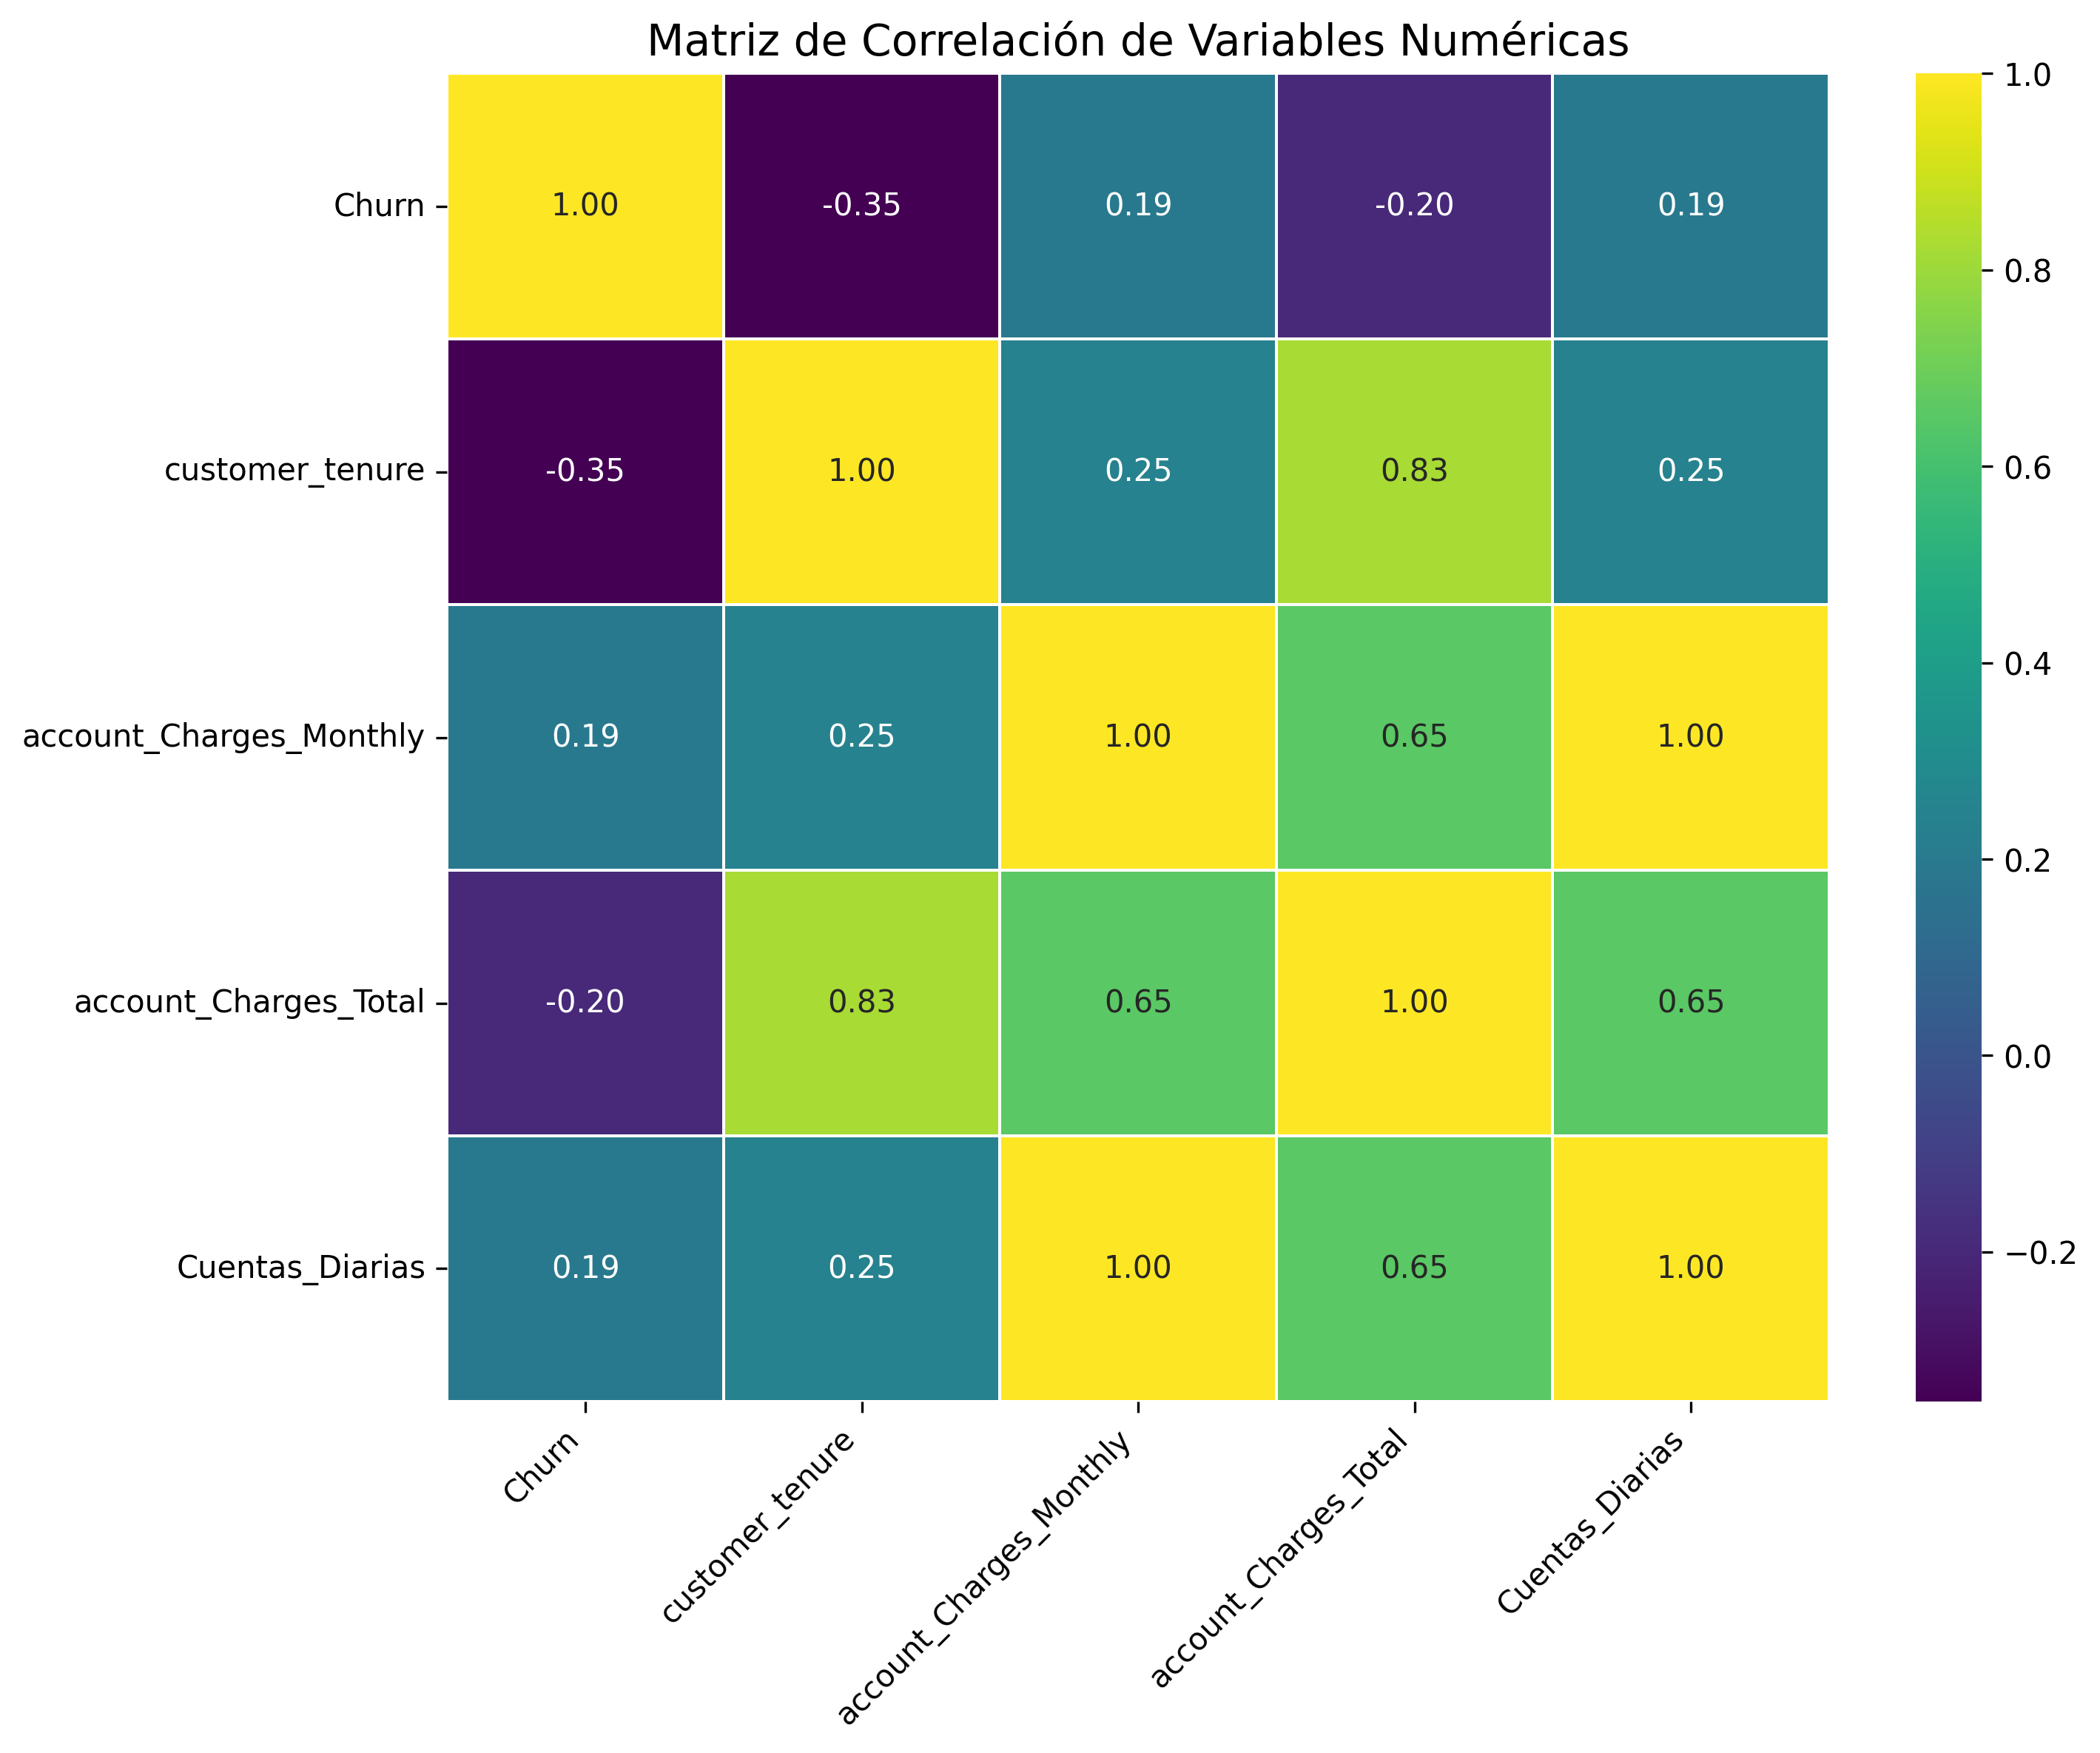 Matriz de Correlación de Variables Numéricas
Churn 1.00 -0.35 0.19 -0.20 0.19
customer_tenure -0.35 1.00 0.25 0.83 0.25
account_Charges_Monthly 0.19 0.25 1.00 0.65 1.00
account_Charges_Total -0.20 0.83 0.65 1.00 0.65
Cuentas_Diarias 0.19 0.25 1.00 0.65 1.00
Churn
customer_tenure
account_Charges_Monthly
account_Charges_Total
Cuentas_Diarias
1.0
0.8
0.6
0.4
0.2
0.0
−0.2